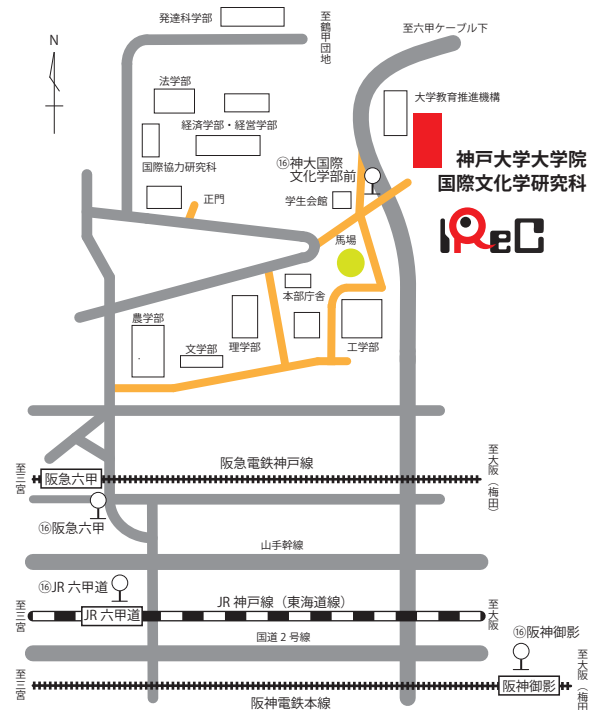 発達科学部
至鶴甲団地
至六甲ケーブル下
N
法学部
大学教育推進機構
経済学部・経営学部
国際協力研究科
⑯神大国際
文化学部前
神戸大学大学院
国際文化学研究科
正門
学生会館
IReC
馬場
本部庁舎
農学部
文学部
理学部
工学部
阪急電鉄神戸線
至三宮
阪急六甲
至大阪（梅田）
⑯阪急六甲
山手幹線
⑯JR 六甲道
JR 神戸線（東海道線）
至三宮
JR 六甲道
至大阪
国道 2 号線
⑯阪神御影
至三宮
阪神御影
至大阪（梅田
阪神電鉄本線